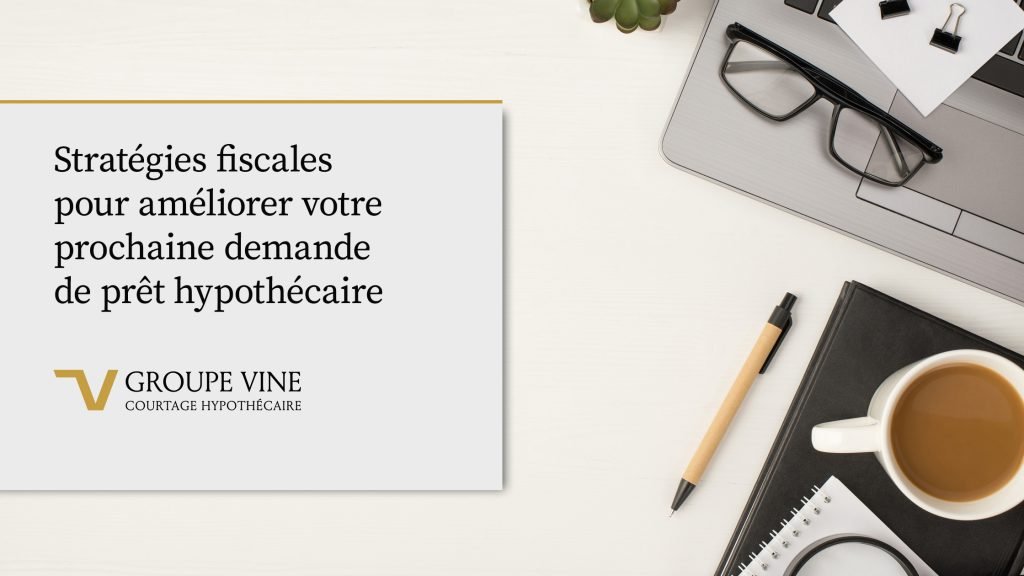 Stratégies fiscales
pour améliorer votre
prochaine demande
de prêt hypothécaire
GROUPE VINE
COURTAGE HYPOTHÉCAIRE